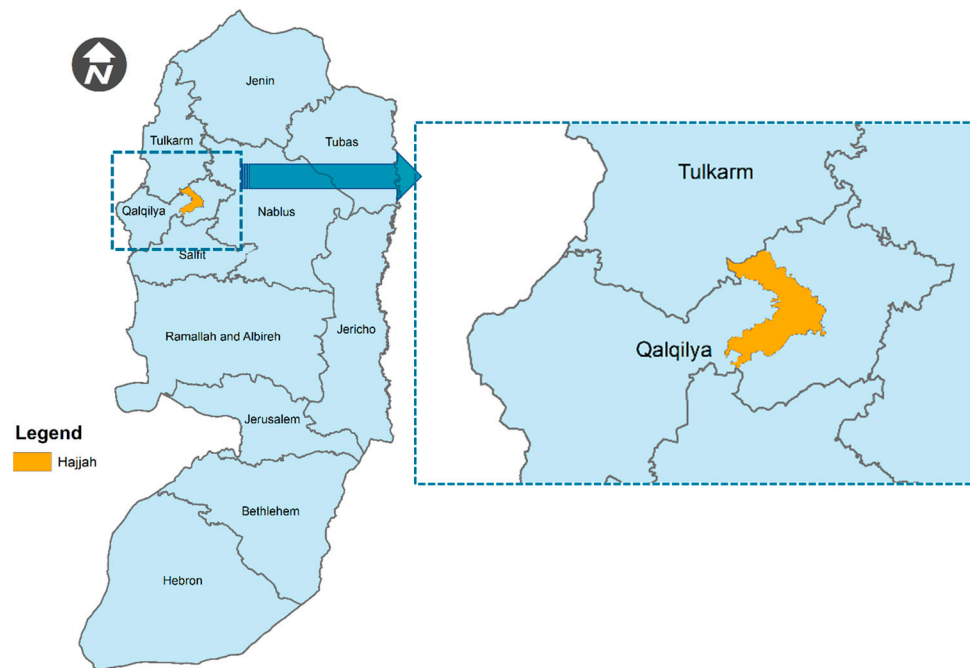 N
Jenin
Tulkarm
Tubas
Qalqilya
Nablus
Salfit
Ramallah and Albireh
Jericho
Jerusalem
Bethlehem
Hebron
Legend
Hajjah
Tulkarm
Qalqilya